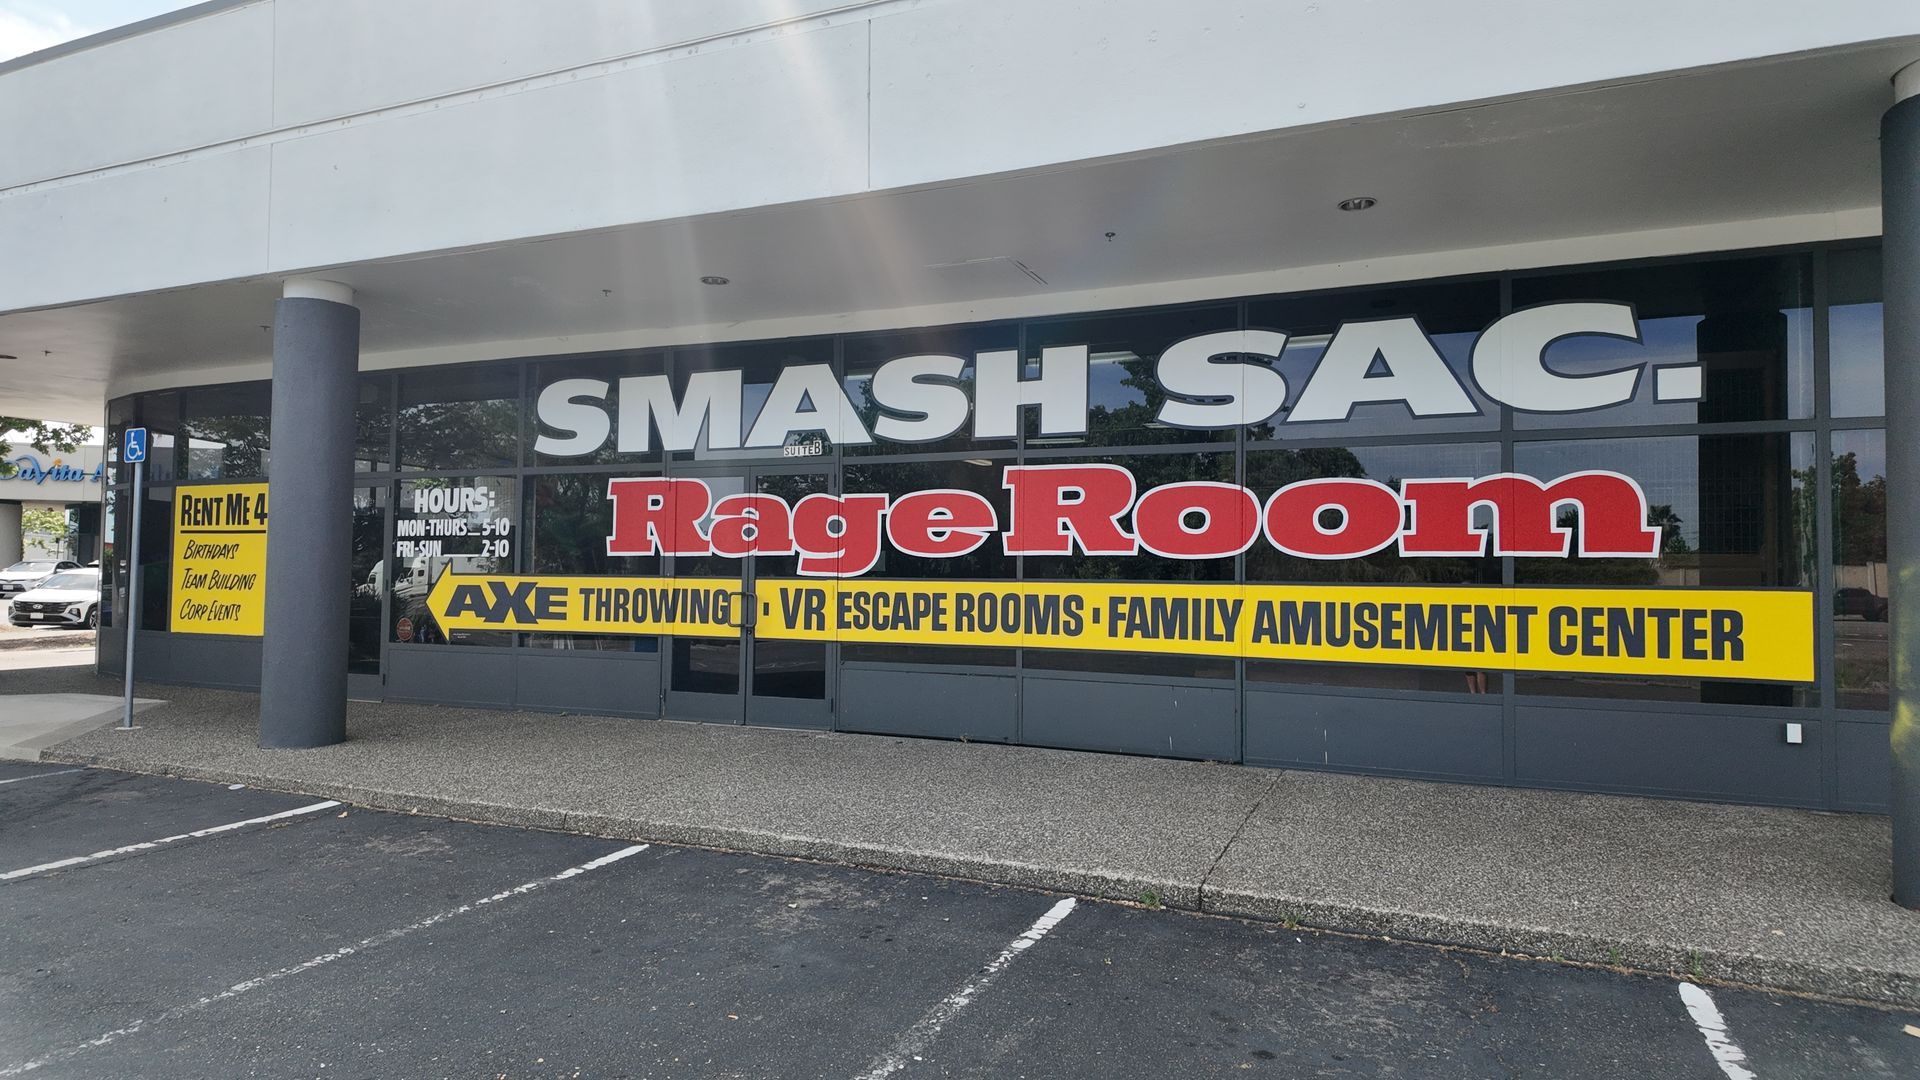 SMASH SAC.
SUITE B
Rage Room
HOURS:
MON-THURS 5-10
FRI-SUN 2-10
AXE THROWING · VR ESCAPE ROOMS · FAMILY AMUSEMENT CENTER
RENT ME 4
BIRTHDAYS
TEAM BUILDING
CORP EVENTS